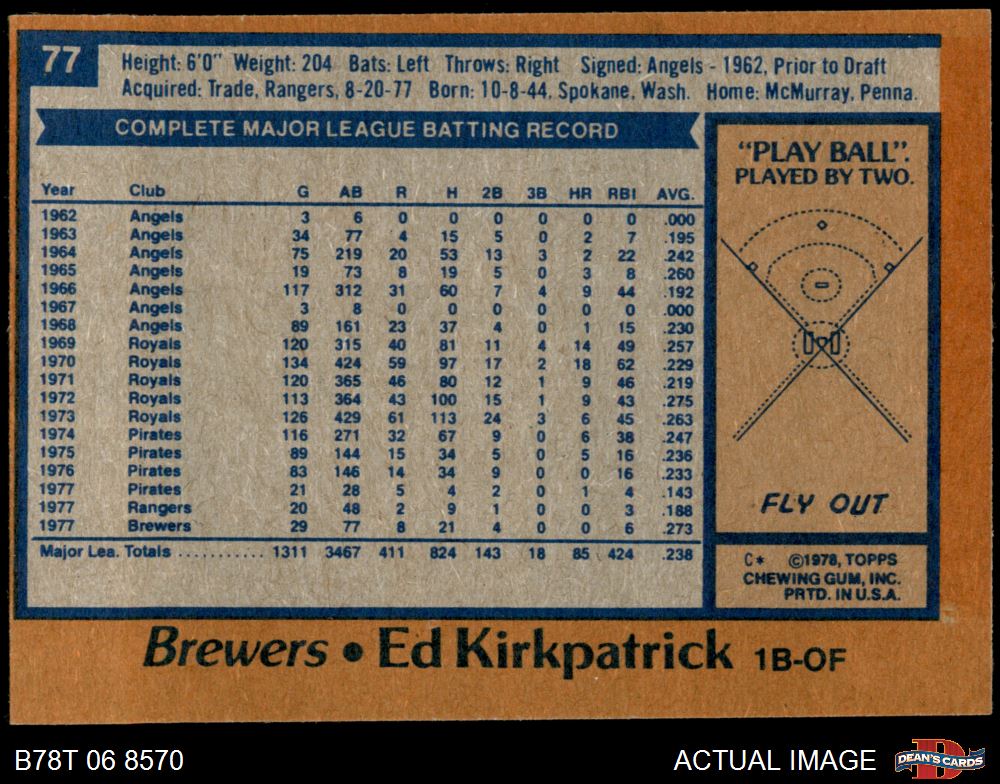 77
Height: 6'0" Weight: 204 Bats: Left Throws: Right Signed: Angels - 1962, Prior to Draft
Acquired: Trade, Rangers, 8-20-77 Born: 10-8-44, Spokane, Wash. Home: McMurray, Penna.
COMPLETE MAJOR LEAGUE BATTING RECORD
Year Club G AB R H 2B 3B HR RBI AVG.
1962 Angels 3 6 0 0 0 0 0 0 .000
1963 Angels 34 77 4 15 5 0 2 7 .195
1964 Angels 75 219 20 53 13 3 2 22 .242
1965 Angels 19 73 8 19 5 0 3 8 .260
1966 Angels 117 312 31 60 7 4 9 44 .192
1967 Angels 3 8 0 0 0 0 0 0 .000
1968 Angels 89 161 23 37 4 0 1 15 .230
1969 Royals 120 315 40 81 11 4 14 49 .257
1970 Royals 134 424 59 97 17 2 18 62 .229
1971 Royals 120 365 46 80 12 1 9 46 .219
1972 Royals 113 364 43 100 15 1 9 43 .275
1973 Royals 126 429 61 113 24 3 6 45 .263
1974 Pirates 116 271 32 67 9 0 6 38 .247
1975 Pirates 89 144 15 34 5 0 5 16 .236
1976 Pirates 83 146 14 34 9 0 0 16 .233
1977 Pirates 21 28 5 4 2 0 1 4 .143
1977 Rangers 20 48 2 9 1 0 0 3 .188
1977 Brewers 29 77 8 21 4 0 0 6 .273
Major Lea. Totals ........... 1311 3467 411 824 143 18 85 424 .238
"PLAY BALL".
PLAYED BY TWO.
FLY OUT
C* ©1978, TOPPS
CHEWING GUM, INC.
PRTD. IN U.S.A.
Brewers • Ed Kirkpatrick 1B-OF
B78T 06 8570
ACTUAL IMAGE
DEAN'S CARDS